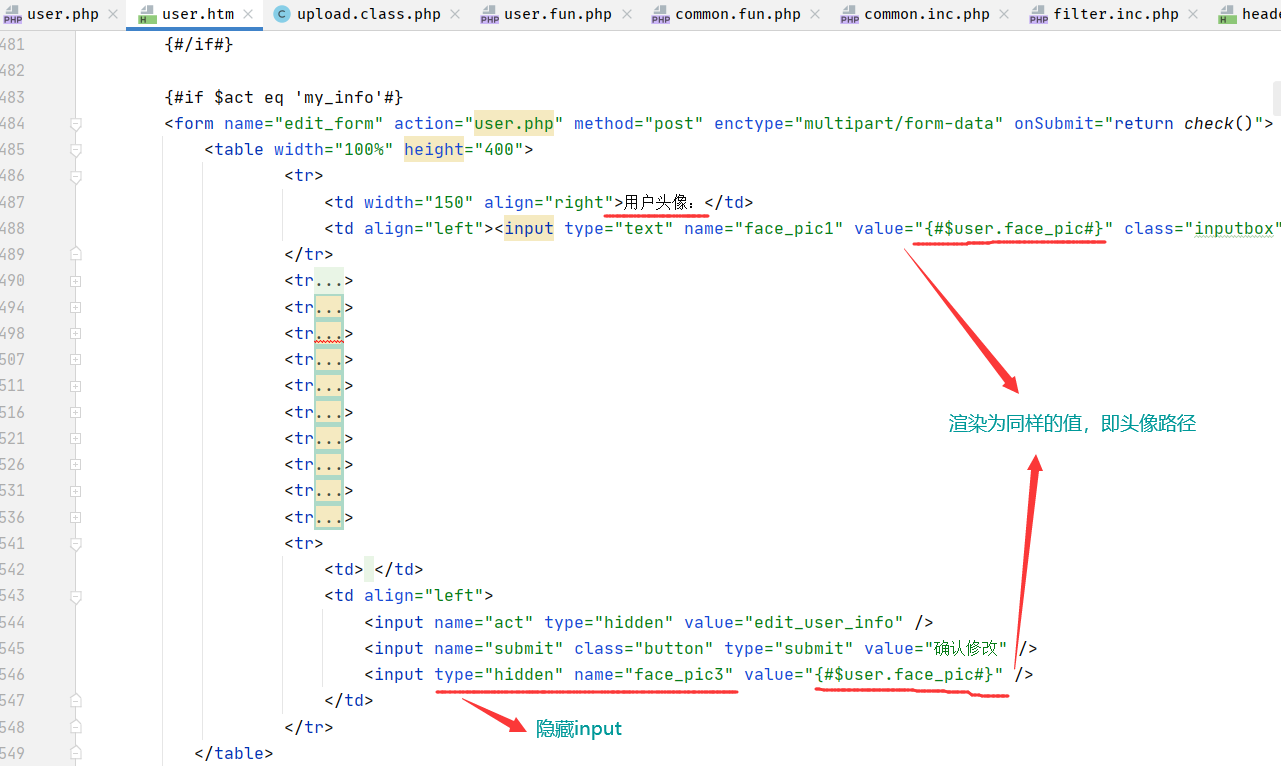 user.php user.htm upload.class.php user.fun.php common.fun.php common.inc.php filter.inc.php
481 {#/if#}
482
483 {#if $act eq 'my_info'#}
484 <form name="edit_form" action="user.php" method="post" enctype="multipart/form-data" onSubmit="return check()">
485 <table width="100%" height="400">
486 <tr>
487 <td width="150" align="right">用户头像：</td>
488 <td align="left"><input type="text" name="face_pic1" value="{#$user.face_pic#}" class="inputbox"
489 </tr>
490 <tr...>
494 <tr...>
498 <tr...>
507 <tr...>
511 <tr...>
516 <tr...>
521 <tr...>
526 <tr...>
531 <tr...>
536 <tr...>
渲染为同样的值，即头像路径
541 <tr>
542 <td> </td>
543 <td align="left">
544 <input name="act" type="hidden" value="edit_user_info" />
545 <input name="submit" class="button" type="submit" value="确认修改" />
546 <input type="hidden" name="face_pic3" value="{#$user.face_pic#}" />
547 </td>
548 </tr>
隐藏input
549 </table>